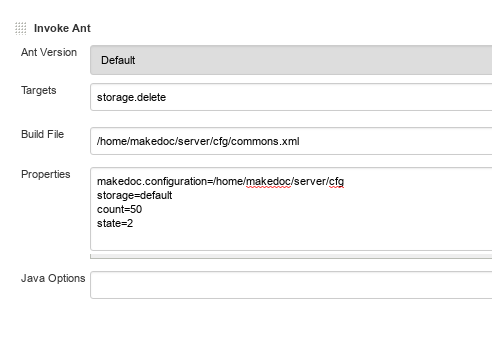 Invoke Ant
Ant Version Default
Targets storage.delete
Build File /home/makedoc/server/cfg/commons.xml
Properties makedoc.configuration=/home/makedoc/server/cfg
storage=default
count=50
state=2
Java Options